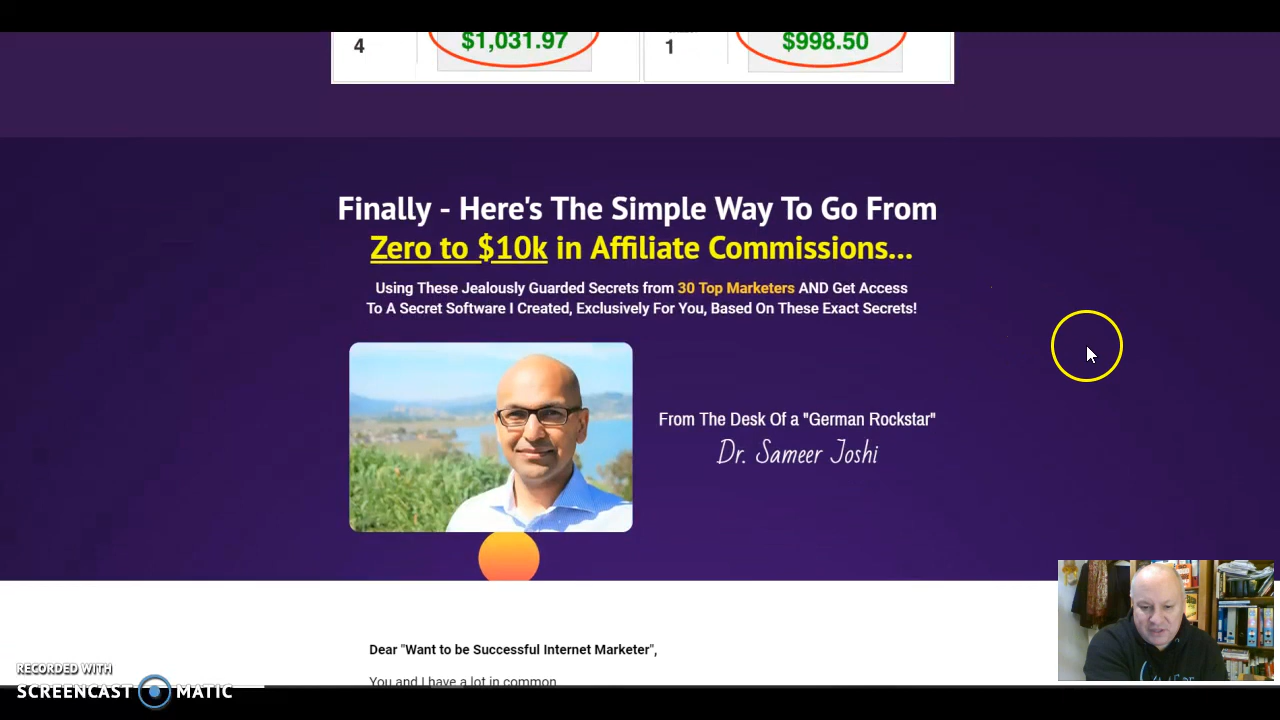 4
$1,031.97
1
$998.50
Finally - Here's The Simple Way To Go From
Zero to $10k in Affiliate Commissions...
Using These Jealously Guarded Secrets from 30 Top Marketers AND Get Access
To A Secret Software I Created, Exclusively For You, Based On These Exact Secrets!
From The Desk Of a "German Rockstar"
Dr. Sameer Joshi
Dear "Want to be Successful Internet Marketer",
You and I have a lot in common
RECORDED WITH
SCREENCAST MATIC